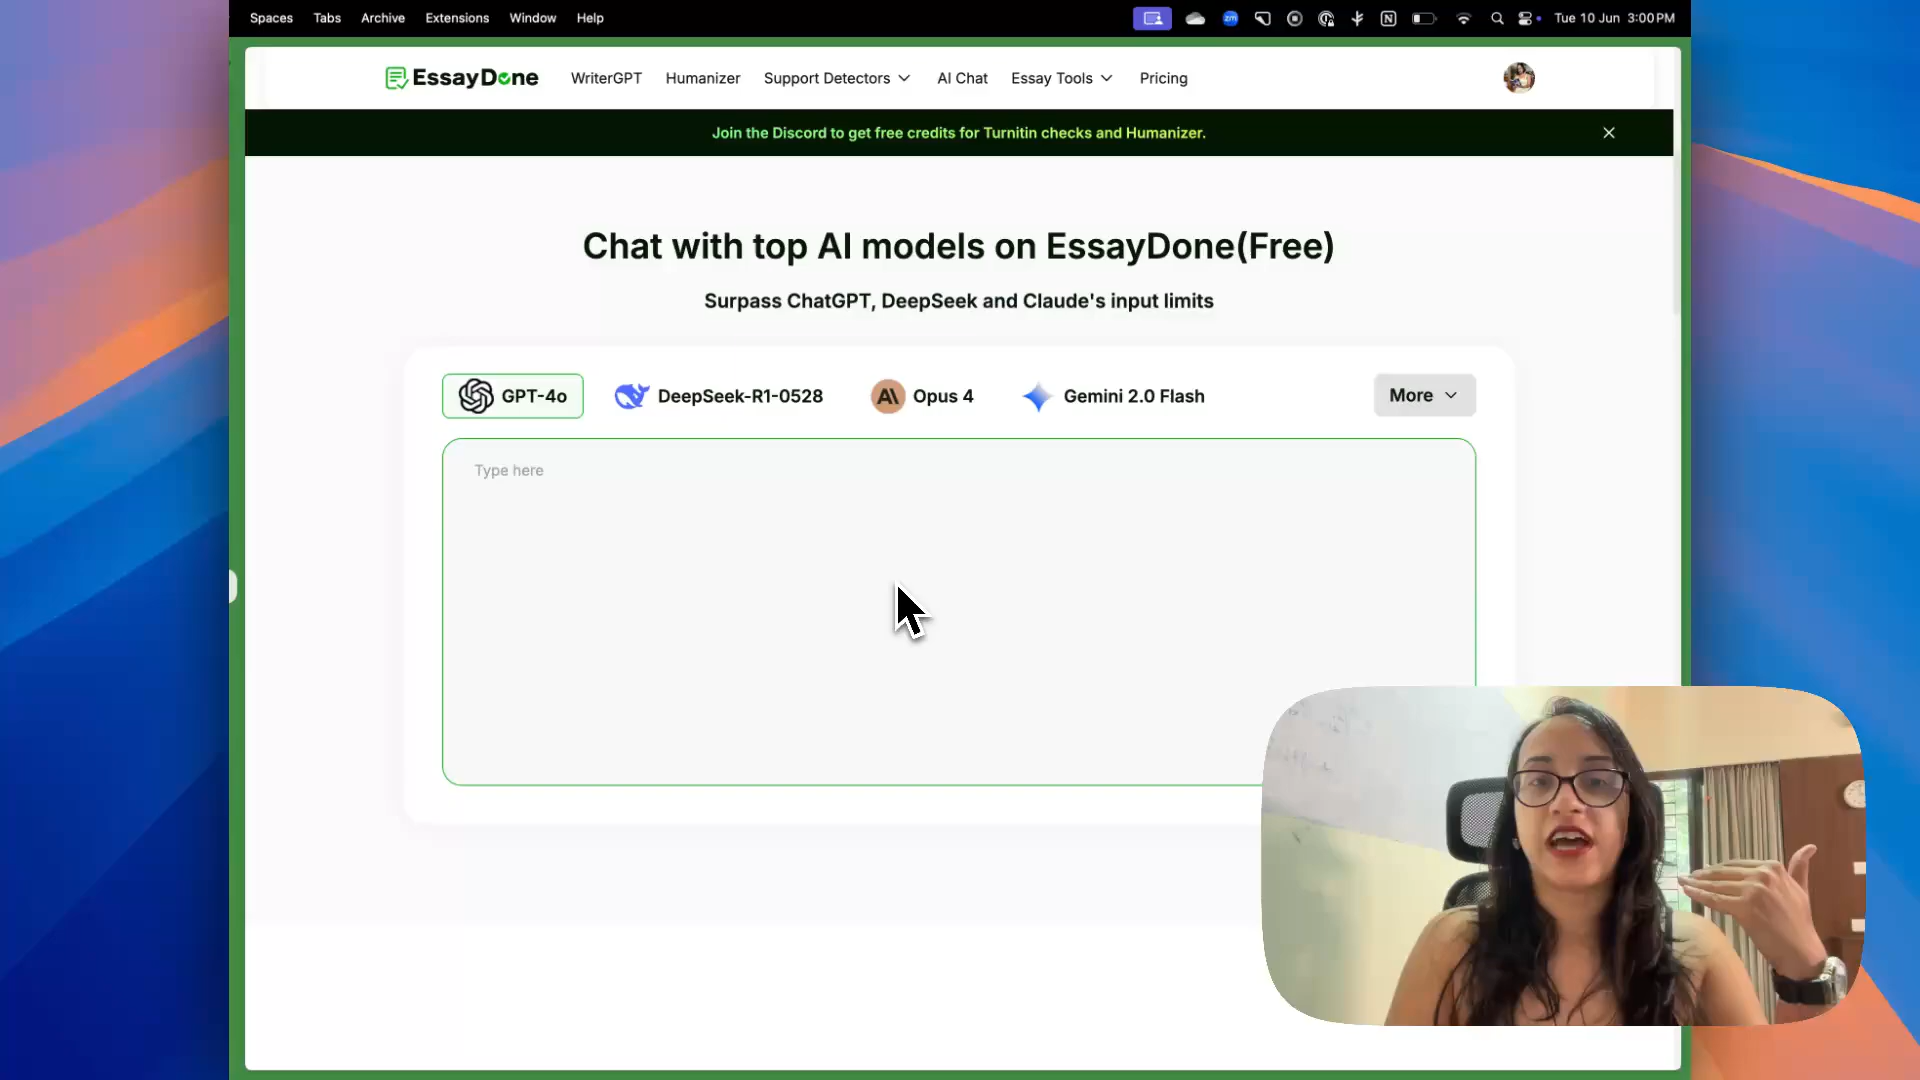 Spaces Tabs Archive Extensions Window Help zm Tue 10 Jun 3:00 PM
EssayDone WriterGPT Humanizer Support Detectors AI Chat Essay Tools Pricing
Join the Discord to get free credits for Turnitin checks and Humanizer.
Chat with top AI models on EssayDone(Free)
Surpass ChatGPT, DeepSeek and Claude's input limits
GPT-4o DeepSeek-R1-0528 Opus 4 Gemini 2.0 Flash More
Type here